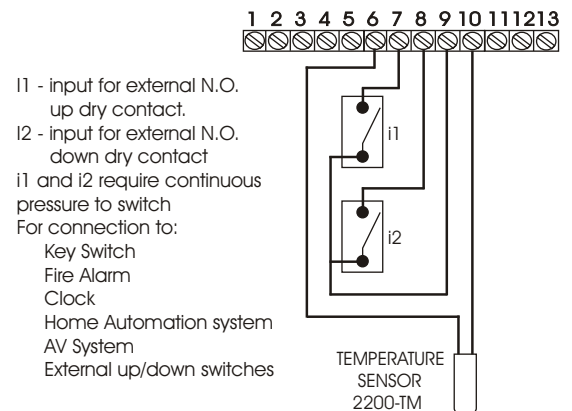 1 2 3 4 5 6 7 8 9 10 11 12 13
I1 - input for external N.O.
up dry contact.
I2 - input for external N.O.
down dry contact
i1 and i2 require continuous
pressure to switch
For connection to:
Key Switch
Fire Alarm
Clock
Home Automation system
AV System
External up/down switches
i1
i2
TEMPERATURE
SENSOR
2200-TM